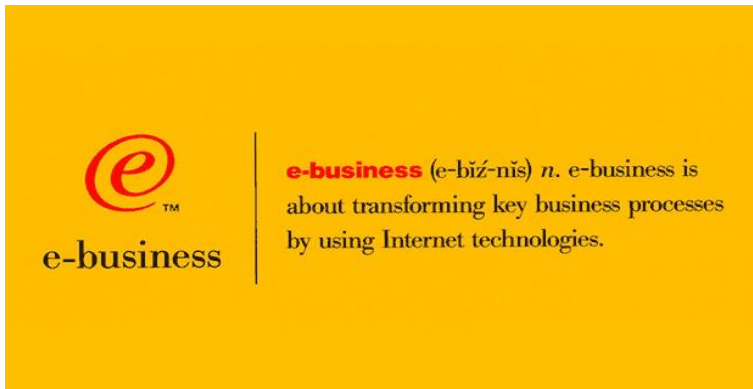 e ™
e-business
e-business (e-bĭź-nĭs) n. e-business is
about transforming key business processes
by using Internet technologies.